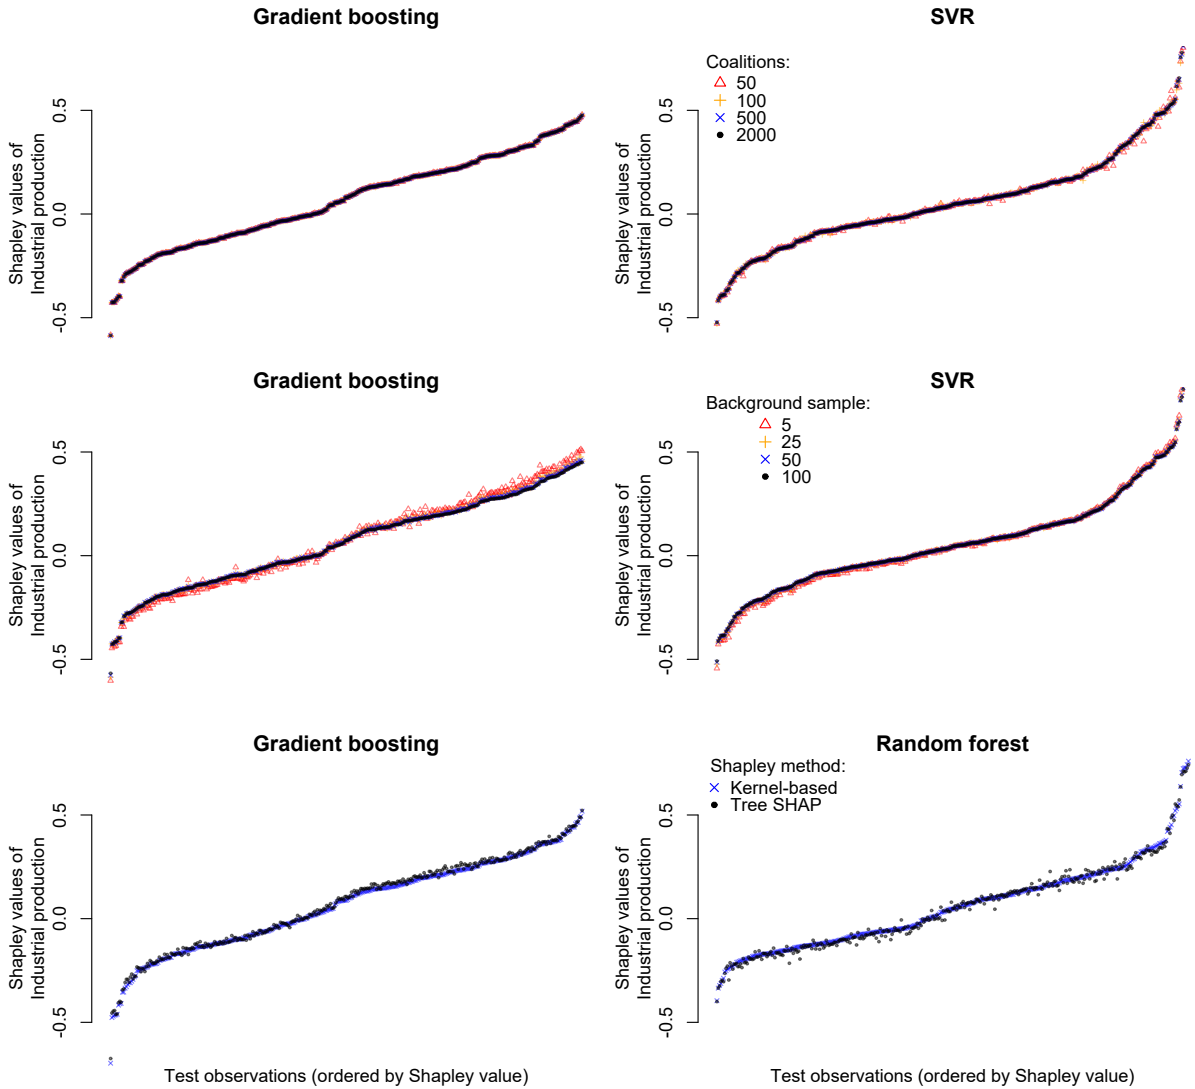 Gradient boosting
SVR
Shapley values of
Industrial production
0.5
0.0
-0.5
Shapley values of
Industrial production
0.5
0.0
-0.5
Coalitions:
50
100
500
2000
Gradient boosting
SVR
Shapley values of
Industrial production
0.5
0.0
-0.5
Shapley values of
Industrial production
0.5
0.0
-0.5
Background sample:
5
25
50
100
Gradient boosting
Random forest
Shapley values of
Industrial production
0.5
0.0
-0.5
Shapley values of
Industrial production
0.5
0.0
-0.5
Shapley method:
Kernel-based
Tree SHAP
Test observations (ordered by Shapley value)
Test observations (ordered by Shapley value)